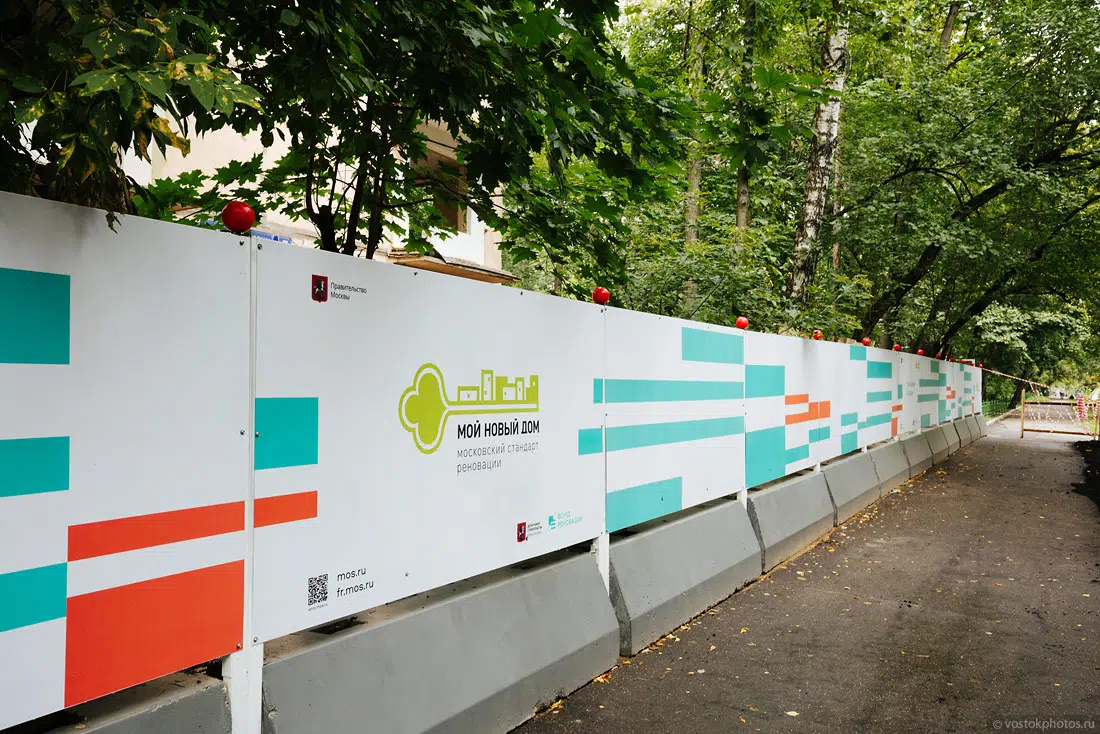 Правительство
Москвы
МОЙ НОВЫЙ ДОМ
московский стандарт
реновации
ФОНД
РЕНОВАЦИИ
mos.ru
fr.mos.ru
© vostokphotos.ru